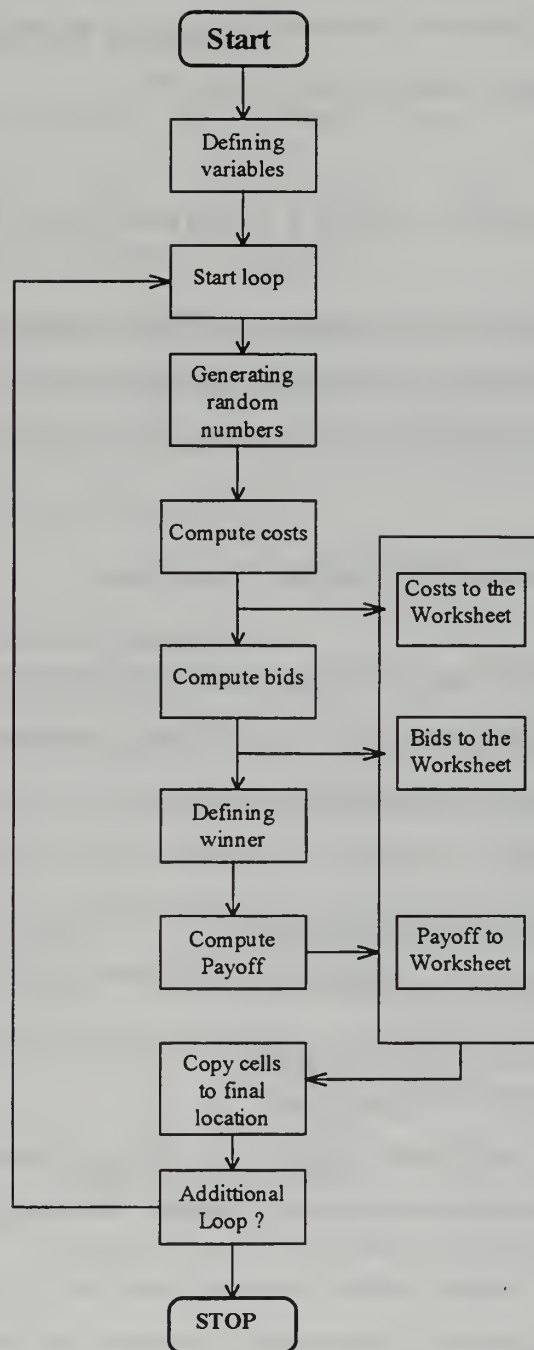 Start
Defining
variables
Start loop
Generating
random
numbers
Compute costs
Costs to the
Worksheet
Compute bids
Bids to the
Worksheet
Defining
winner
Compute
Payoff
Payoff to
Worksheet
Copy cells
to final
location
Addittional
Loop ?
STOP